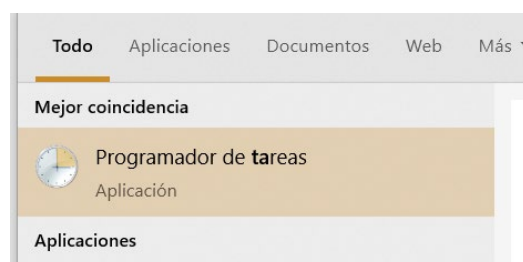 Todo Aplicaciones Documentos Web Más
Mejor coincidencia
Programador de tareas
Aplicación
Aplicaciones